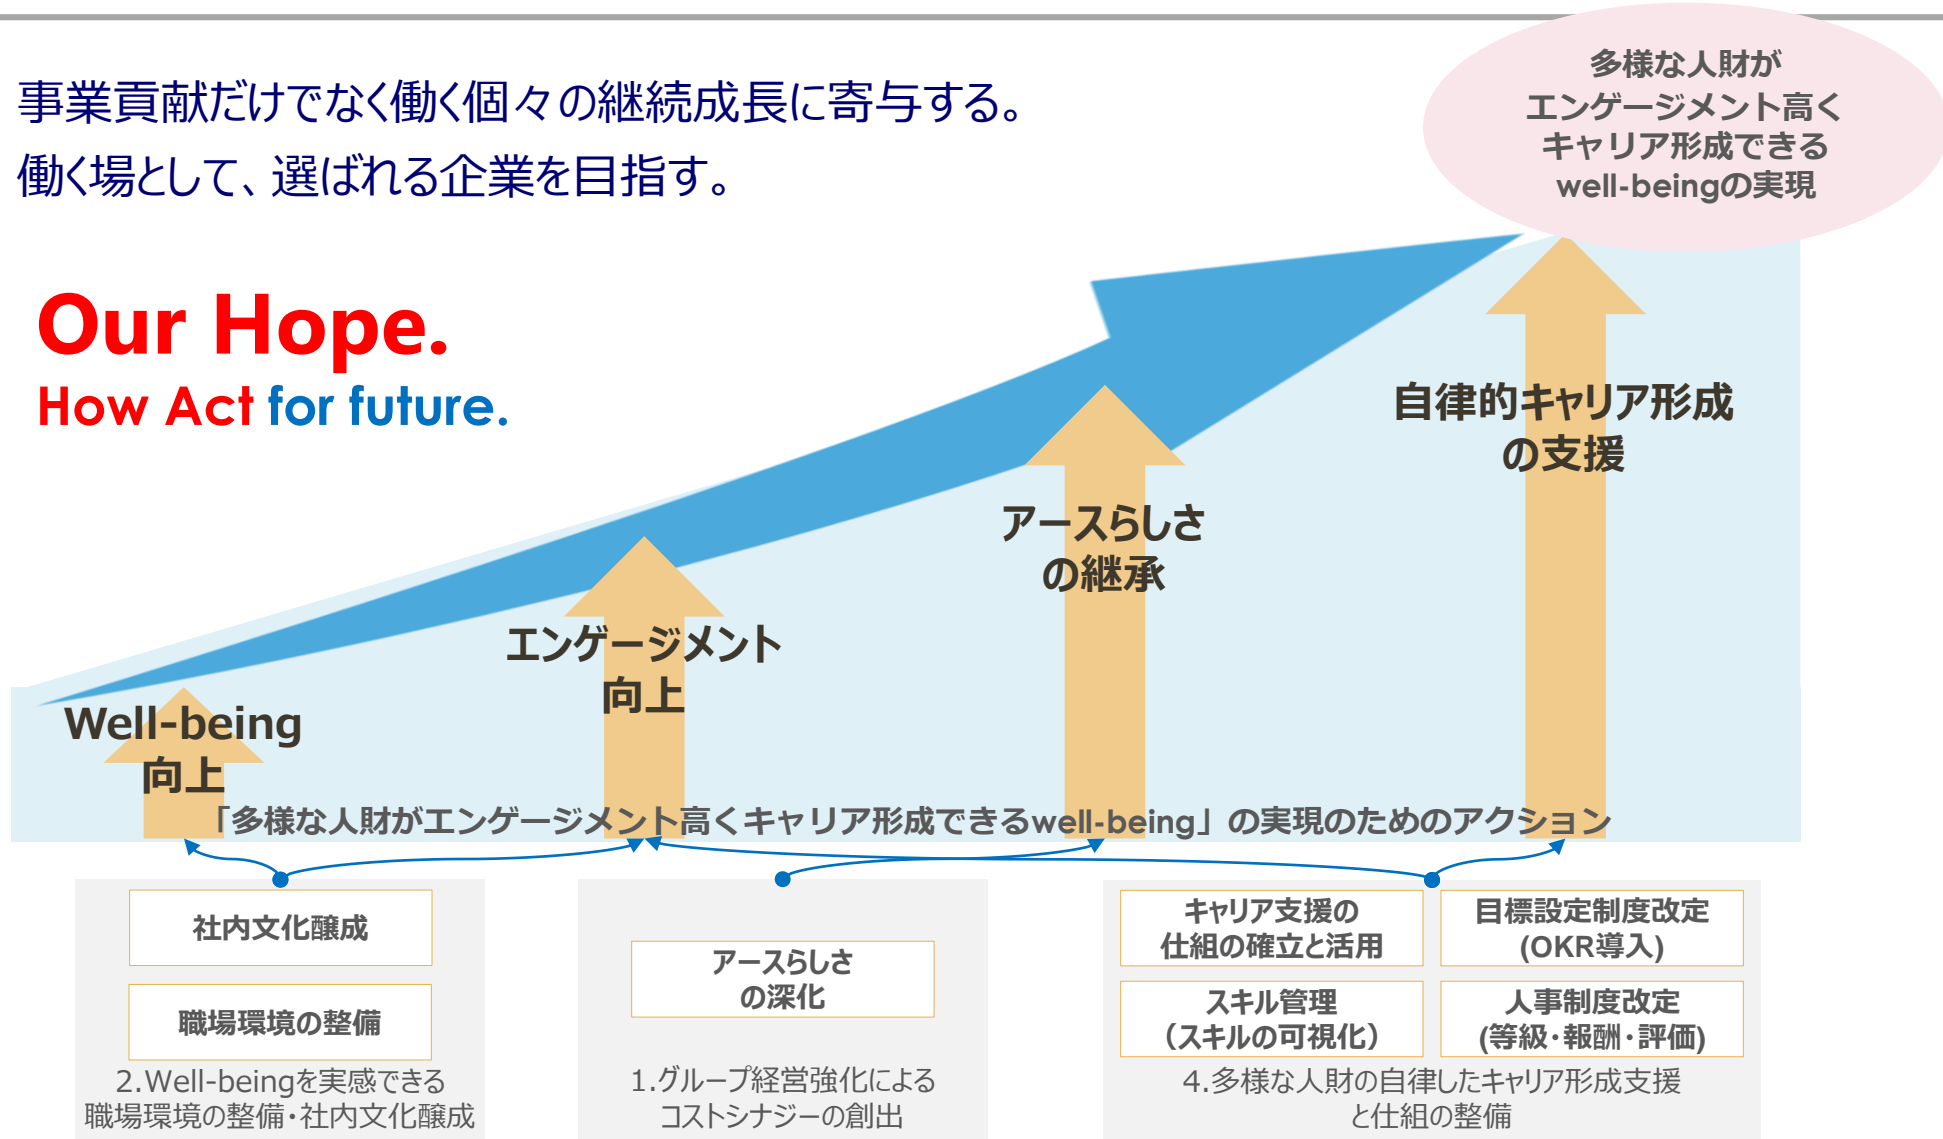 事業貢献だけでなく働く個々の継続成長に寄与する。
働く場として、選ばれる企業を目指す。
多様な人財が
エンゲージメント高く
キャリア形成できる
well-beingの実現
Our Hope.
How Act for future.
自律的キャリア形成
の支援
アースらしさ
の継承
エンゲージメント
向上
Well-being
向上
「多様な人財がエンゲージメント高くキャリア形成できるwell-being」の実現のためのアクション
社内文化醸成
職場環境の整備
2.Well-beingを実感できる
職場環境の整備・社内文化醸成
アースらしさ
の深化
1.グループ経営強化による
コストシナジーの創出
キャリア支援の
仕組の確立と活用
目標設定制度改定
(OKR導入)
スキル管理
（スキルの可視化）
人事制度改定
(等級・報酬・評価)
4.多様な人財の自律したキャリア形成支援
と仕組の整備